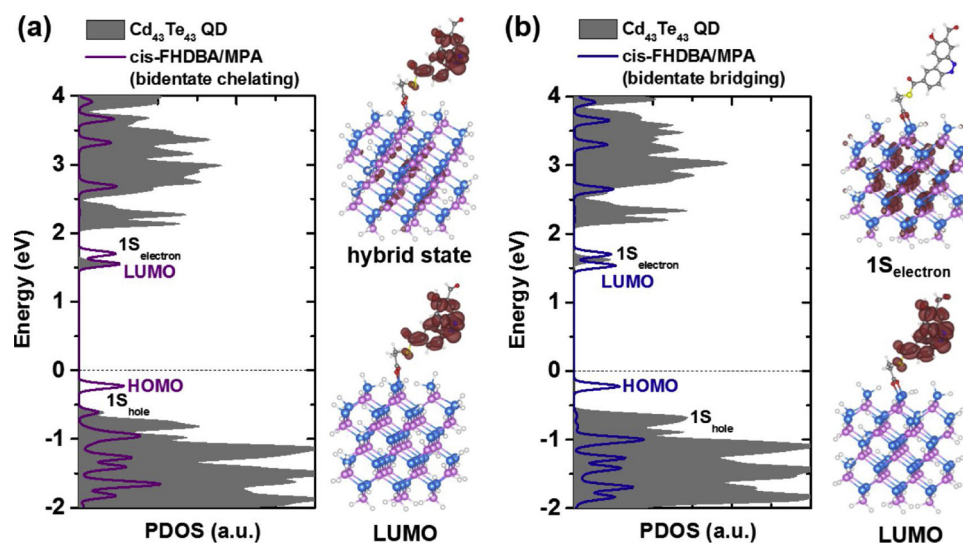 (a)
Cd43Te43 QD
cis-FHDBA/MPA
(bidentate chelating)
Energy (eV)
4
3
2
1
0
-1
-2
1Selectron
LUMO
HOMO
1Shole
PDOS (a.u.)
hybrid state
LUMO
(b)
Cd43Te43 QD
cis-FHDBA/MPA
(bidentate bridging)
Energy (eV)
4
3
2
1
0
-1
-2
1Selectron
LUMO
HOMO
1Shole
PDOS (a.u.)
1Selectron
LUMO